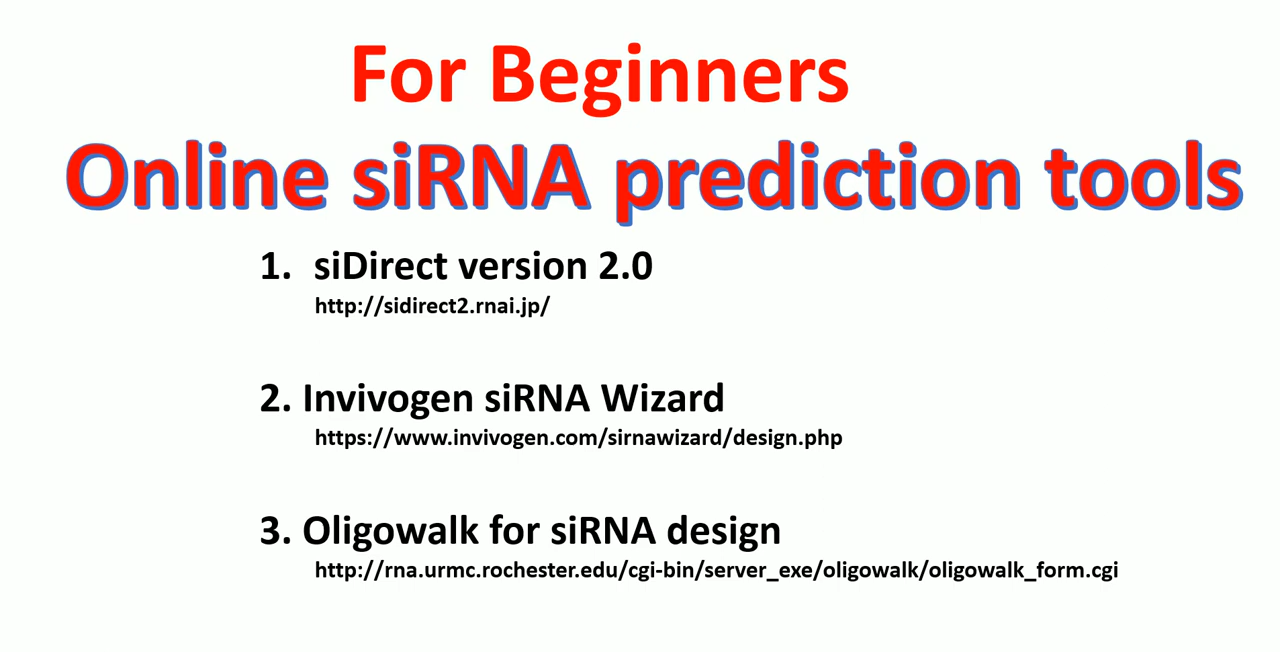 For Beginners
Online siRNA prediction tools
1. siDirect version 2.0
http://sidirect2.rnai.jp/
2. Invivogen siRNA Wizard
https://www.invivogen.com/sirnawizard/design.php
3. Oligowalk for siRNA design
http://rna.urmc.rochester.edu/cgi-bin/server_exe/oligowalk/oligowalk_form.cgi